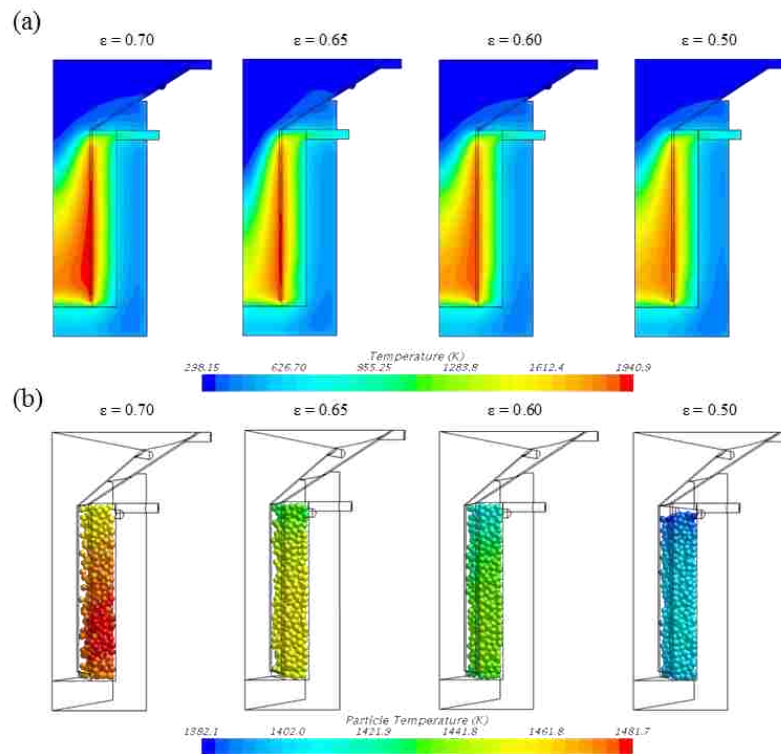 (a)
ε = 0.70 ε = 0.65 ε = 0.60 ε = 0.50
Temperature (K)
298.15 626.70 955.25 1283.8 1612.4 1940.9
(b)
ε = 0.70 ε = 0.65 ε = 0.60 ε = 0.50
Particle Temperature (K)
1382.1 1402.0 1421.9 1441.8 1461.8 1481.7